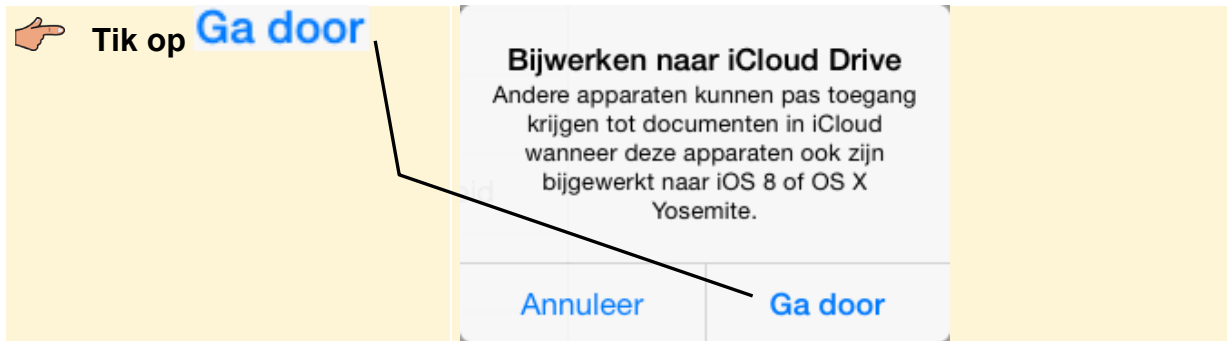 Tik op Ga door
Bijwerken naar iCloud Drive
Andere apparaten kunnen pas toegang
krijgen tot documenten in iCloud
wanneer deze apparaten ook zijn
bijgewerkt naar iOS 8 of OS X
Yosemite.
Annuleer Ga door